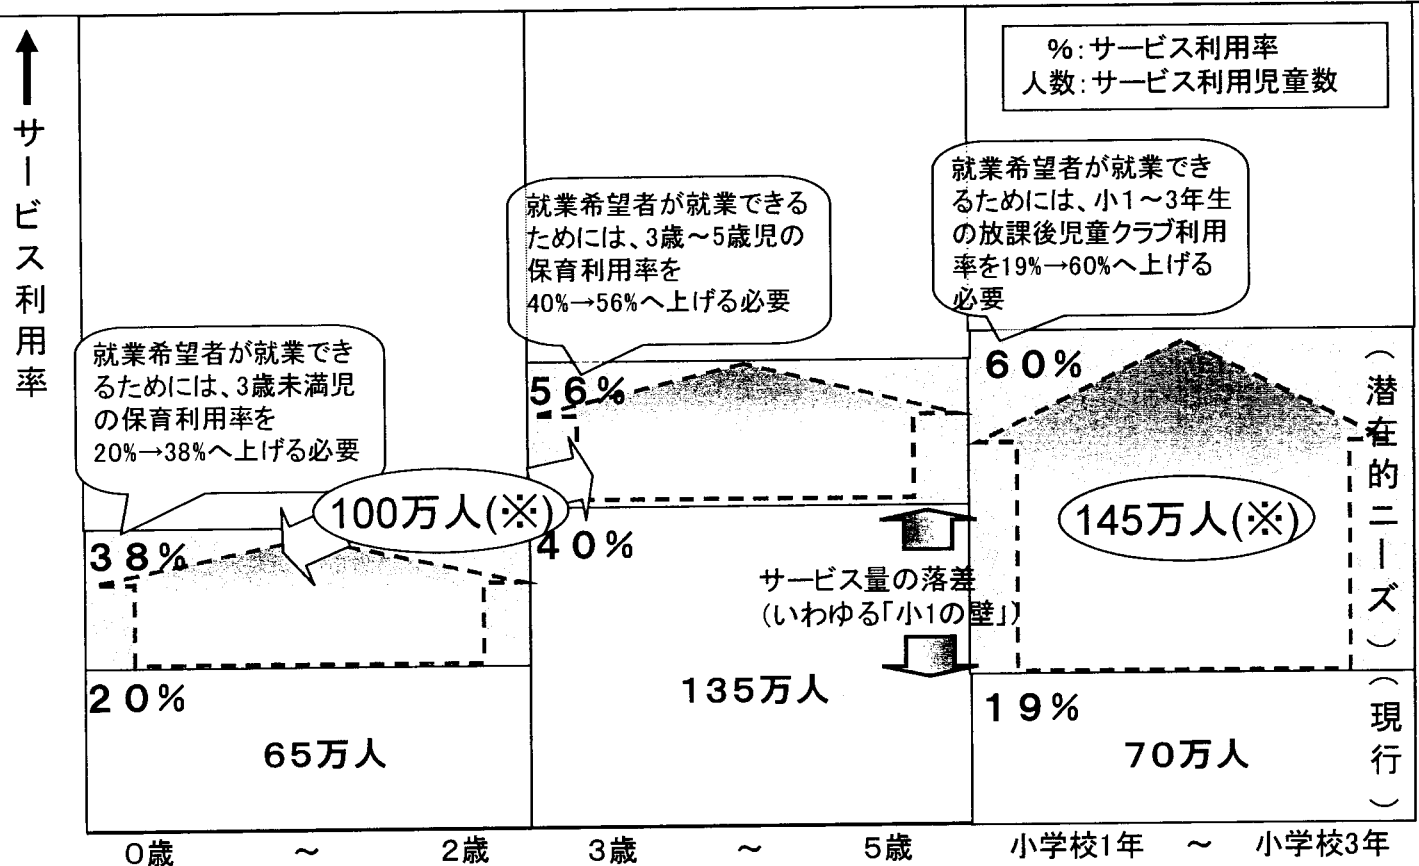 サービス利用率
%:サービス利用率
人数:サービス利用児童数
就業希望者が就業でき
るためには、小1~3年生
の放課後児童クラブ利用
率を19%→60%へ上げる
必要
就業希望者が就業できる
ためには、3歳~5歳児の
保育利用率を
40%→56%へ上げる必要
就業希望者が就業でき
るためには、3歳未満児
の保育利用率を
20%→38%へ上げる必要
60%
56%
(潜在的ニーズ)
100万人(※)
145万人(※)
38%
40%
サービス量の落差
(いわゆる「小1の壁」)
20%
135万人
19%
(現行)
65万人
70万人
0歳 ~ 2歳 3歳 ~ 5歳 小学校1年 ~ 小学校3年